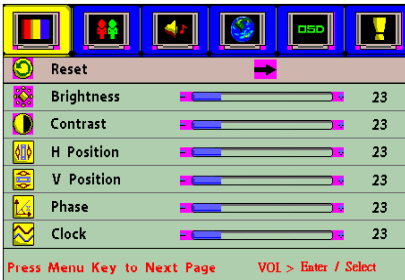 OSD
Reset
Brightness 23
Contrast 23
H Position 23
V Position 23
Phase 23
Clock 23
Press Menu Key to Next Page VOL > Enter / Select